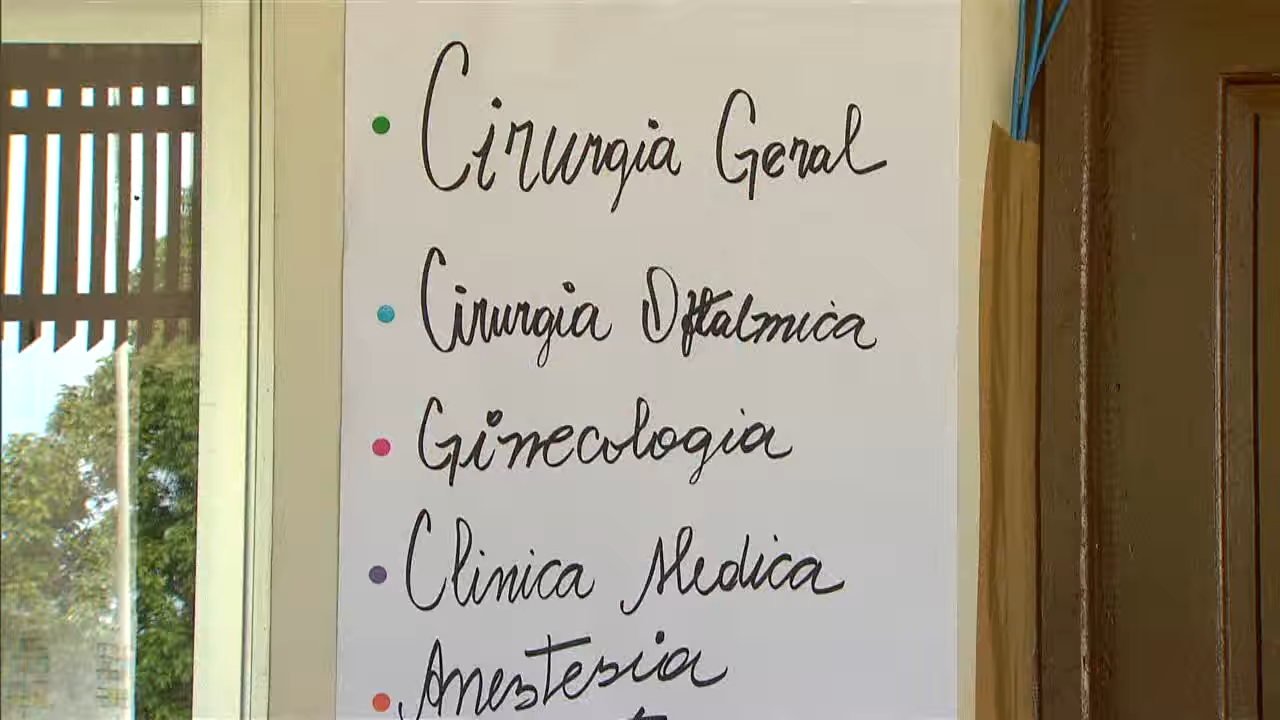 Cirurgia Geral
Cirurgia Oftalmica
Ginecologia
Clinica Medica
Anestesia